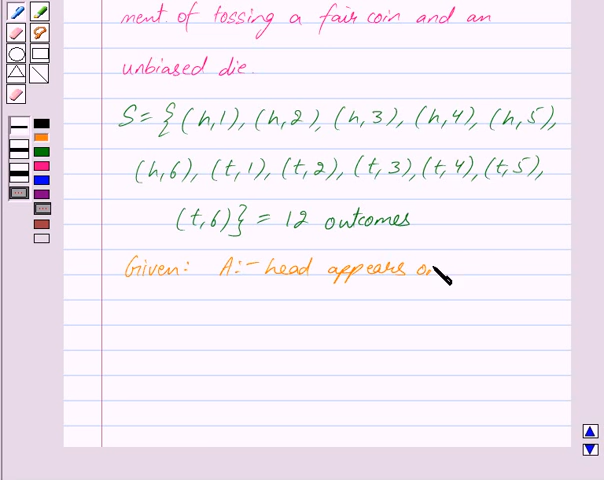 ment of tossing a fair coin and an
unbiased die.
S = {(h,1), (h,2), (h,3), (h,4), (h,5),
(h,6), (t,1), (t,2), (t,3), (t,4), (t,5),
(t,6)} = 12 outcomes
Given: A:- head appears on